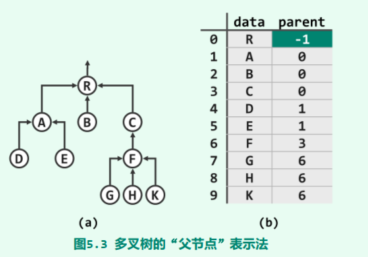 data parent
0 R -1
1 A 0
2 B 0
3 C 0
4 D 1
5 E 1
6 F 3
7 G 6
8 H 6
9 K 6
R
A B C
D E F
G H K
(a) (b)
图5.3 多叉树的“父节点”表示法